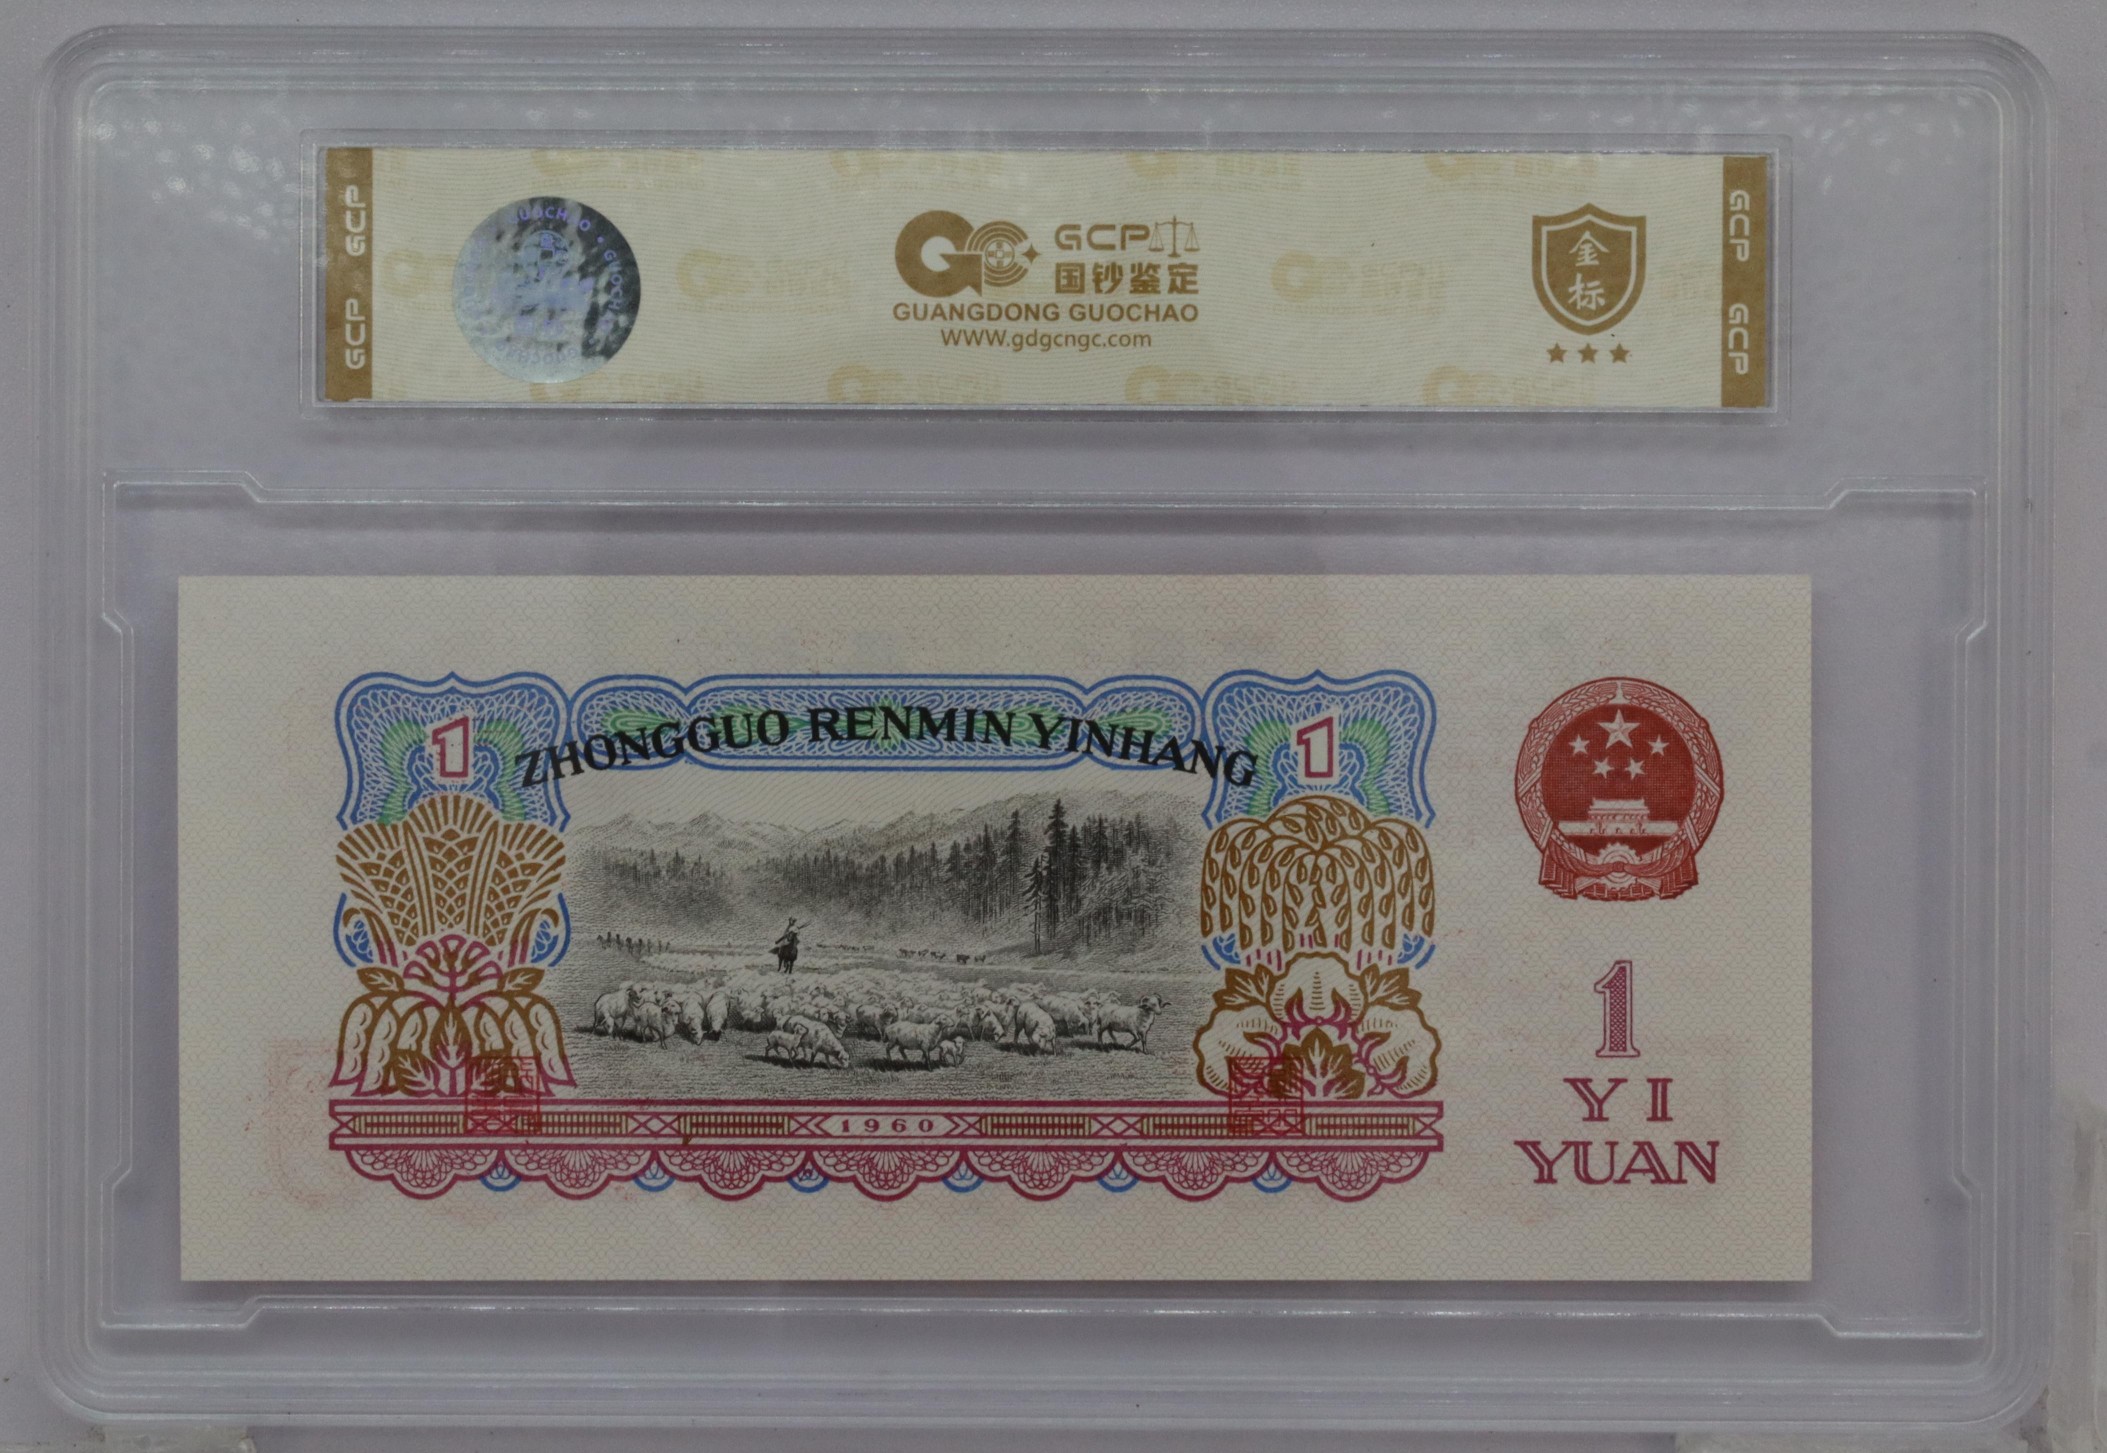 GCP GCP
GCP
国钞鉴定
GUANGDONG GUOCHAO
WWW.gdgcngc.com
金
标
GCP GCP
1
ZHONGGUO RENMIN YINHANG
1
1960
1
YI
YUAN